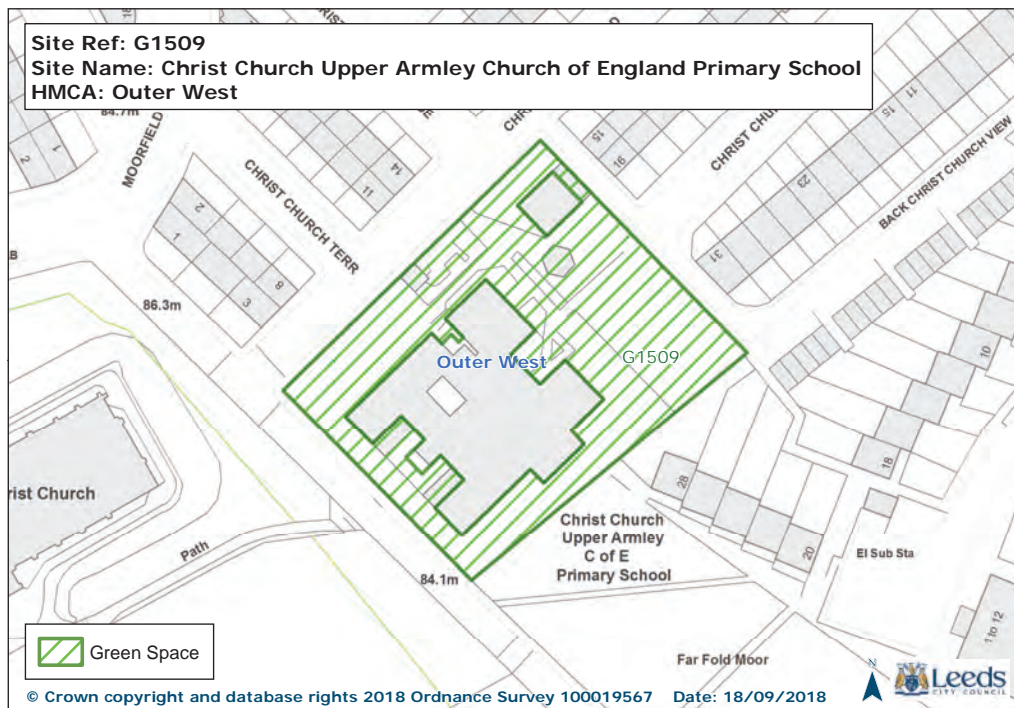 Site Ref: G1509
Site Name: Christ Church Upper Armley Church of England Primary School
HMCA: Outer West
84.7m
MOORFIELD
2
1
CHRIST CHURCH TERR
14
11
2
1
8
3
B
86.3m
15
16
CHRIST CHURCH
11
15
23
31
BACK CHRIST CHURCH VIEW
Outer West
G1509
10
18
28
20
rist Church
Path
84.1m
Christ Church
Upper Armley
C of E
Primary School
El Sub Sta
1 to 12
Far Fold Moor
Green Space
N
Leeds
CITY COUNCIL
© Crown copyright and database rights 2018 Ordnance Survey 100019567 Date: 18/09/2018